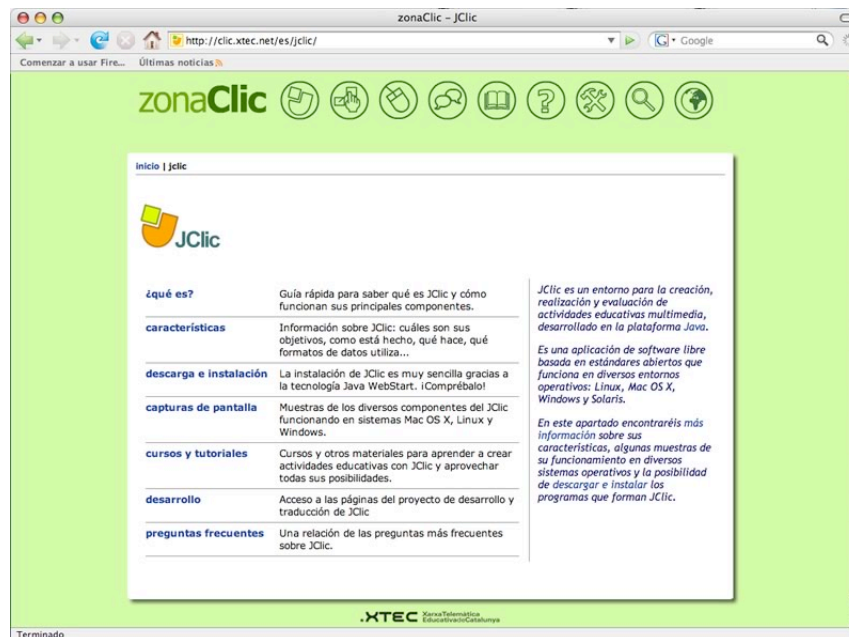 zonaClic – JClic
http://clic.xtec.net/es/jclic/
G Google
Comenzar a usar Fire... Últimas noticias
zonaClic
inicio | jclic
JClic
¿qué es?
Guía rápida para saber qué es JClic y cómo
funcionan sus principales componentes.
características
Información sobre JClic: cuáles son sus
objetivos, como está hecho, qué hace, qué
formatos de datos utiliza...
descarga e instalación
La instalación de JClic es muy sencilla gracias a
la tecnología Java WebStart. ¡Comprébalo!
capturas de pantalla
Muestras de los diversos componentes del JClic
funcionando en sistemas Mac OS X, Linux y
Windows.
cursos y tutoriales
Cursos y otros materiales para aprender a crear
actividades educativas con JClic y aprovechar
todas sus posibilidades.
desarrollo
Acceso a las páginas del proyecto de desarrollo y
traducción de JClic
preguntas frecuentes
Una relación de las preguntas más frecuentes
sobre JClic.
JClic es un entorno para la creación,
realización y evaluación de
actividades educativas multimedia,
desarrollado en la plataforma Java.
Es una aplicación de software libre
basada en estándares abiertos que
funciona en diversos entornos
operativos: Linux, Mac OS X,
Windows y Solaris.
En este apartado encontraréis más
información sobre sus
características, algunas muestras de
su funcionamiento en diversos
sistemas operativos y la posibilidad
de descargar e instalar los
programas que forman JClic.
.XTEC XarxaTelemàtica
EducativadeCatalunya
Terminado